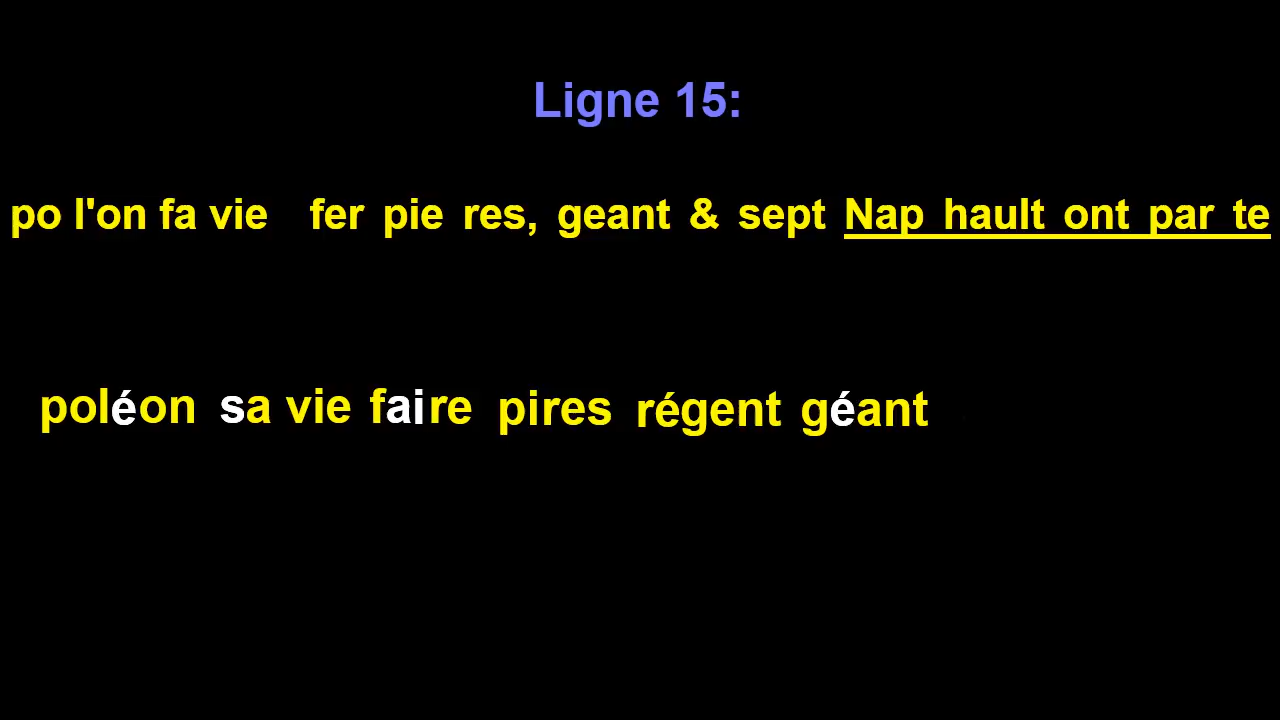 Ligne 15:
po l'on fa vie fer pie res, geant & sept Nap hault ont par te
poléon sa vie faire pires régent géant